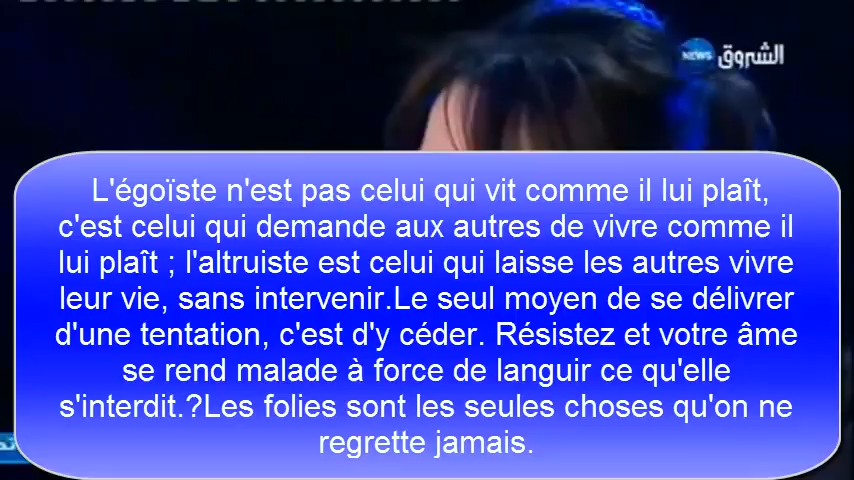 NEWS الشروق
L'égoïste n'est pas celui qui vit comme il lui plaît,
c'est celui qui demande aux autres de vivre comme il
lui plaît ; l'altruiste est celui qui laisse les autres vivre
leur vie, sans intervenir.Le seul moyen de se délivrer
d'une tentation, c'est d'y céder. Résistez et votre âme
se rend malade à force de languir ce qu'elle
s'interdit.?Les folies sont les seules choses qu'on ne
regrette jamais.